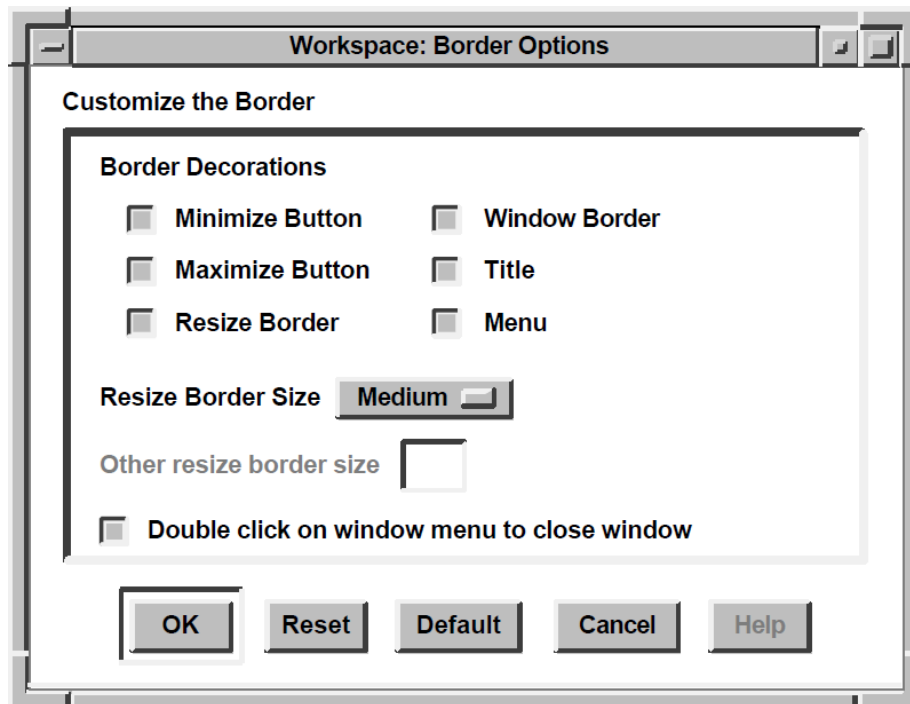 Workspace: Border Options
Customize the Border
Border Decorations
Minimize Button Window Border
Maximize Button Title
Resize Border Menu
Resize Border Size Medium
Other resize border size
Double click on window menu to close window
OK Reset Default Cancel Help